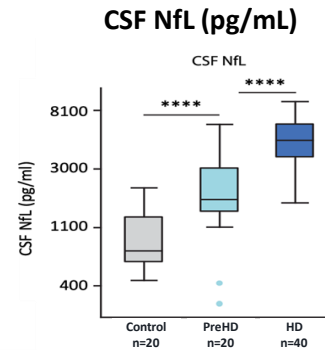 CSF NfL (pg/mL)
CSF NfL
****
****
8100
3000
1100
400
CSF NfL (pg/ml)
Control PreHD HD
n=20 n=20 n=40